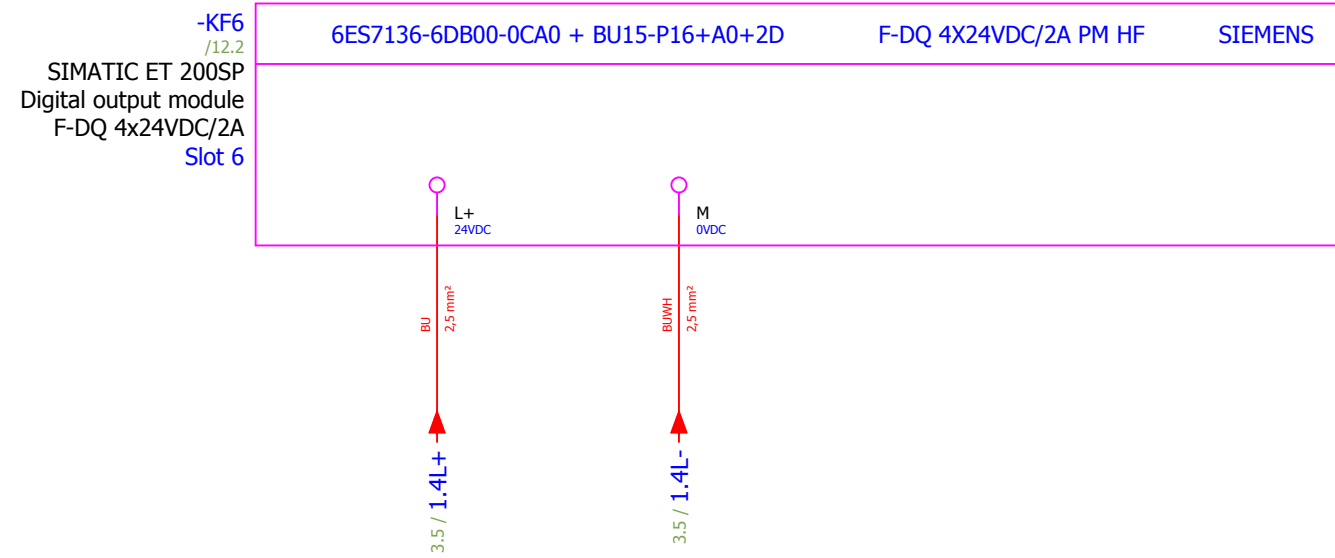 -KF6
/12.2
SIMATIC ET 200SP
Digital output module
F-DQ 4x24VDC/2A
Slot 6
6ES7136-6DB00-0CA0 + BU15-P16+A0+2D F-DQ 4X24VDC/2A PM HF SIEMENS
L+
24VDC
M
0VDC
BU
2,5 mm²
BUWH
2,5 mm²
3.5 / 1.4L+
3.5 / 1.4L-